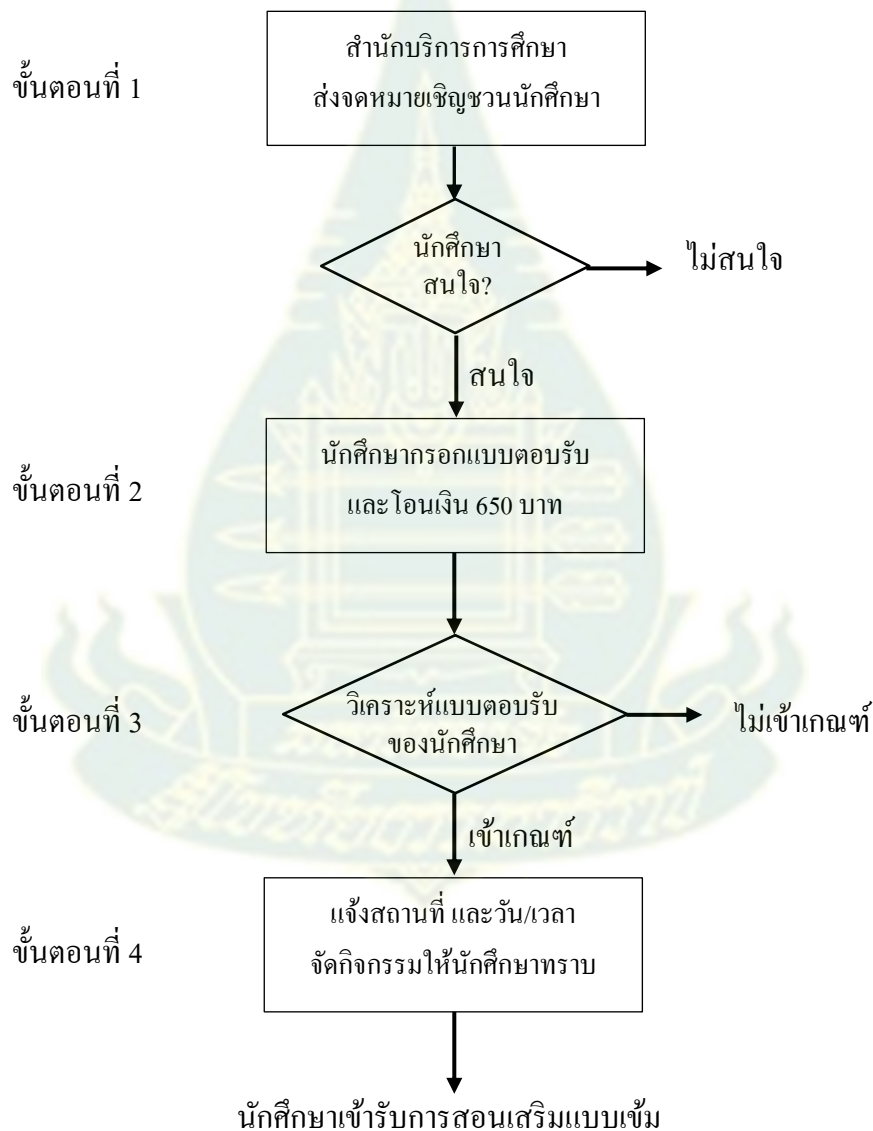 สำนักบริการการศึกษา
ขั้นตอนที่ 1
ส่งจดหมายเชิญชวนนักศึกษา
นักศึกษา
สนใจ?
ไม่สนใจ
สนใจ
นักศึกษากรอกแบบตอบรับ
ขั้นตอนที่ 2
และโอนเงิน 650 บาท
ขั้นตอนที่ 3
วิเคราะห์แบบตอบรับ
ของนักศึกษา
ไม่เข้าเกณฑ์
เข้าเกณฑ์
แจ้งสถานที่ และวัน/เวลา
ขั้นตอนที่ 4
จัดกิจกรรมให้นักศึกษาทราบ
นักศึกษาเข้ารับการสอนเสริมแบบเข้ม